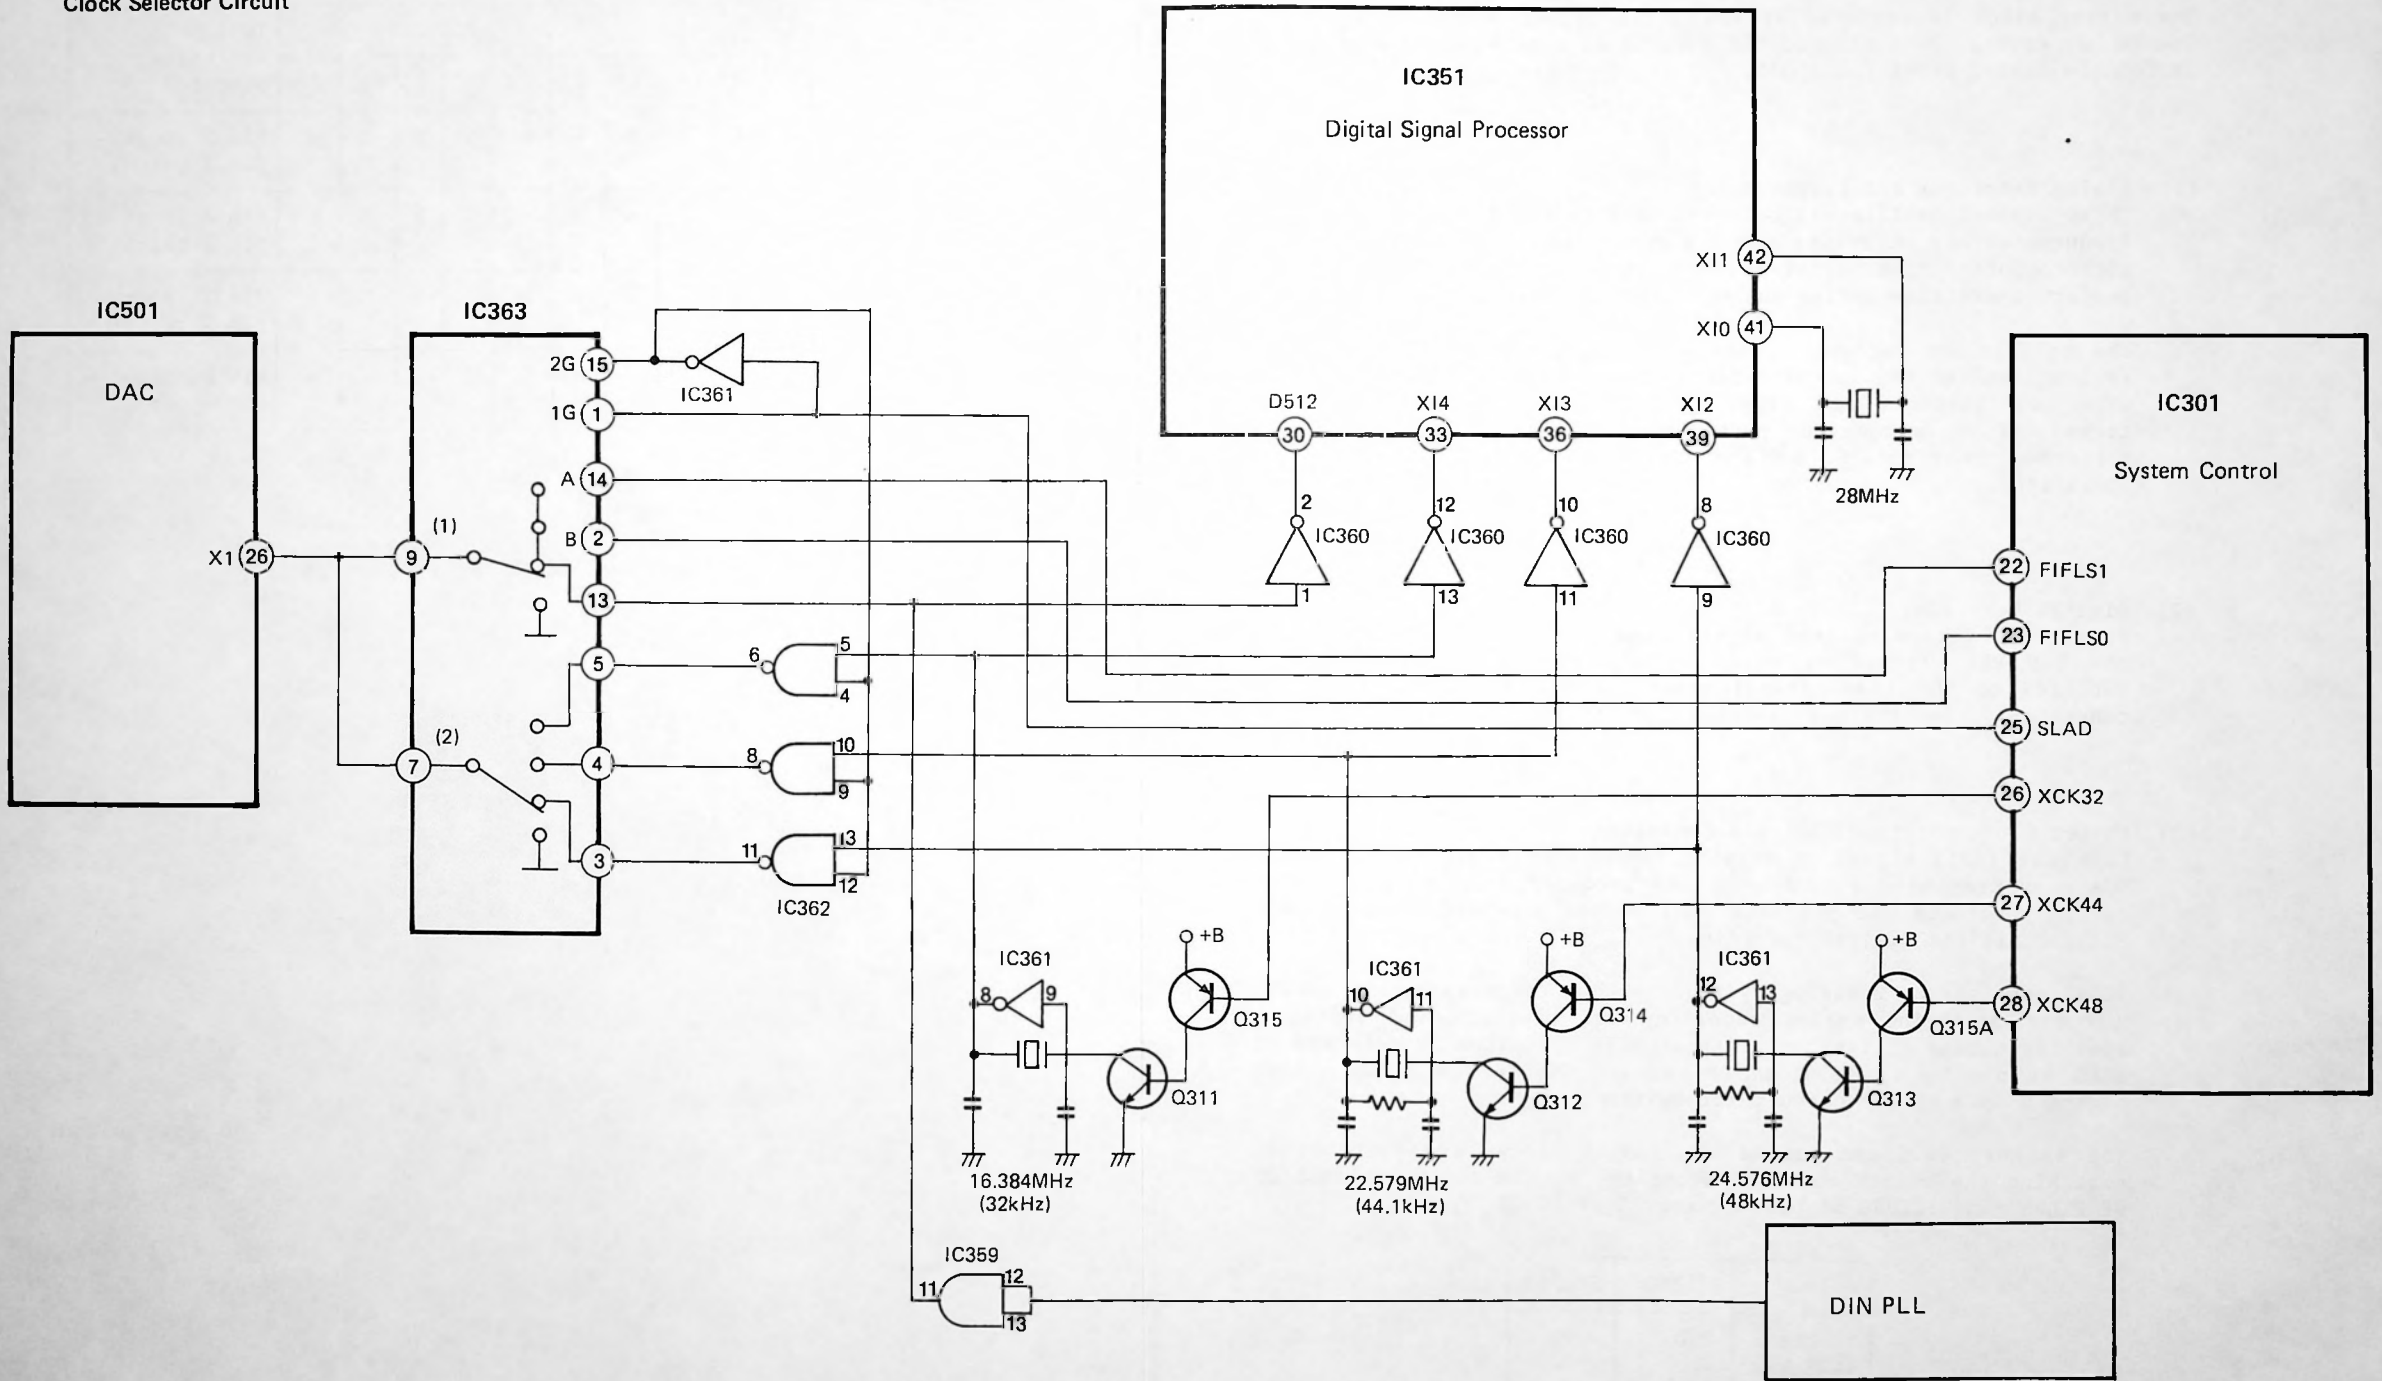 Clock Selector Circuit
IC351
Digital Signal Processor
XI1 42
XI0 41
D512 XI4 XI3 XI2
30 33 36 39
28MHz
2 12 10 8
IC360 IC360 IC360 IC360
1 13 11 9
IC501
DAC
X1 26
IC363
2G 15
1G 1
A 14
B 2
(1)
9
13
5
(2)
7
4
3
IC361
6 5
4
8 10
9
11 13
12
IC362
IC301
System Control
22 FIFLS1
23 FIFLS0
25 SLAD
26 XCK32
27 XCK44
28 XCK48
+B
IC361
8 9
Q315
Q311
16.384MHz
(32kHz)
+B
IC361
10 11
Q314
Q312
22.579MHz
(44.1kHz)
+B
IC361
12 13
Q315A
Q313
24.576MHz
(48kHz)
IC359
11 12
13
DIN PLL